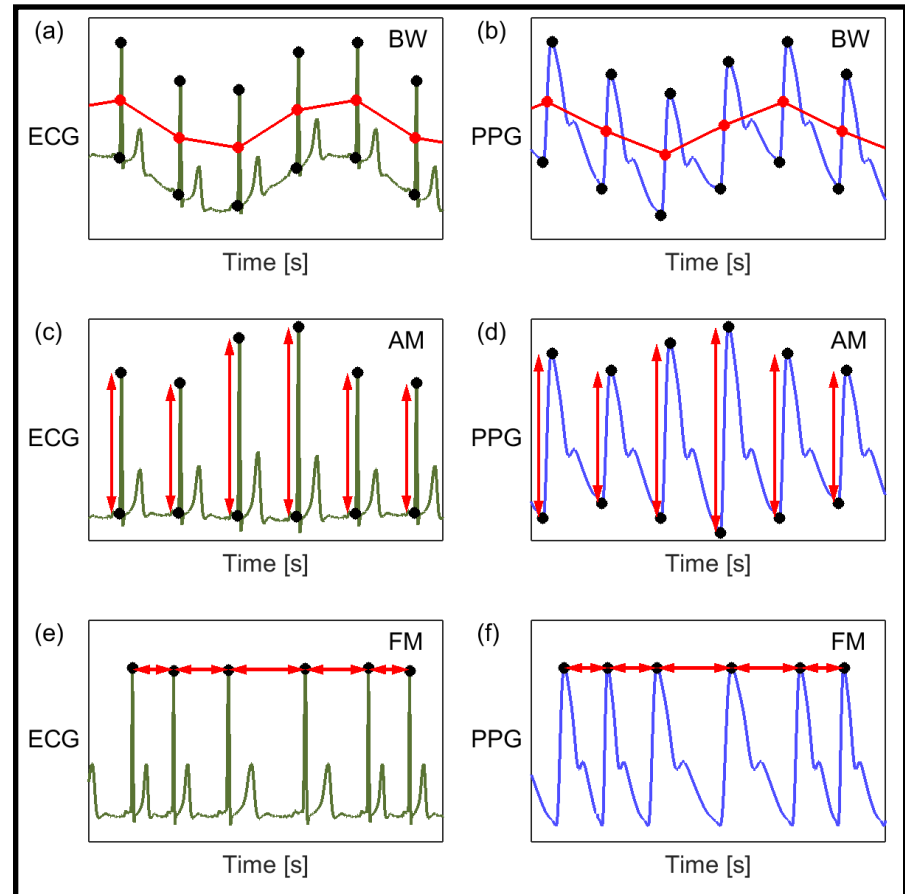 (a) BW
ECG
Time [s]
(b) BW
PPG
Time [s]
(c) AM
ECG
Time [s]
(d) AM
PPG
Time [s]
(e) FM
ECG
Time [s]
(f) FM
PPG
Time [s]